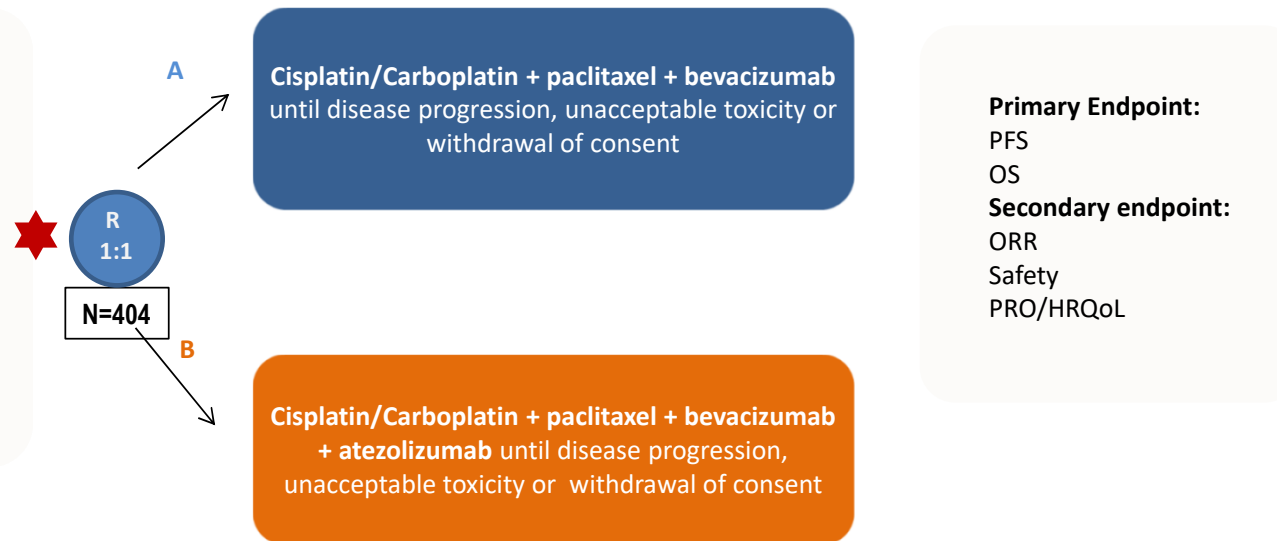 A
Cisplatin/Carboplatin + paclitaxel + bevacizumab
until disease progression, unacceptable toxicity or
withdrawal of consent
R
1:1
N=404
B
Cisplatin/Carboplatin + paclitaxel + bevacizumab
+ atezolizumab until disease progression,
unacceptable toxicity or withdrawal of consent
Primary Endpoint:
PFS
OS
Secondary endpoint:
ORR
Safety
PRO/HRQoL